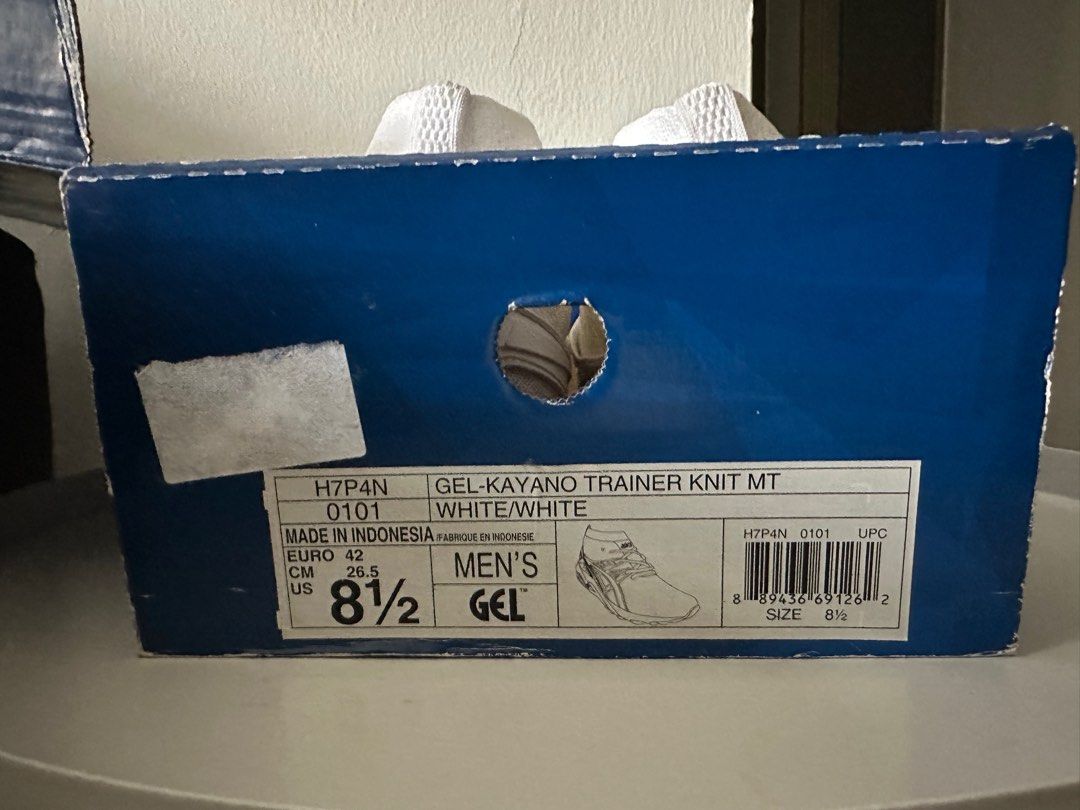 H7P4N GEL-KAYANO TRAINER KNIT MT
0101 WHITE/WHITE
MADE IN INDONESIA /FABRIQUE EN INDONESIE
EURO 42
CM 26.5
US 8½
MEN'S
GEL™
H7P4N 0101 UPC
8 89436 69126 2
SIZE 8½